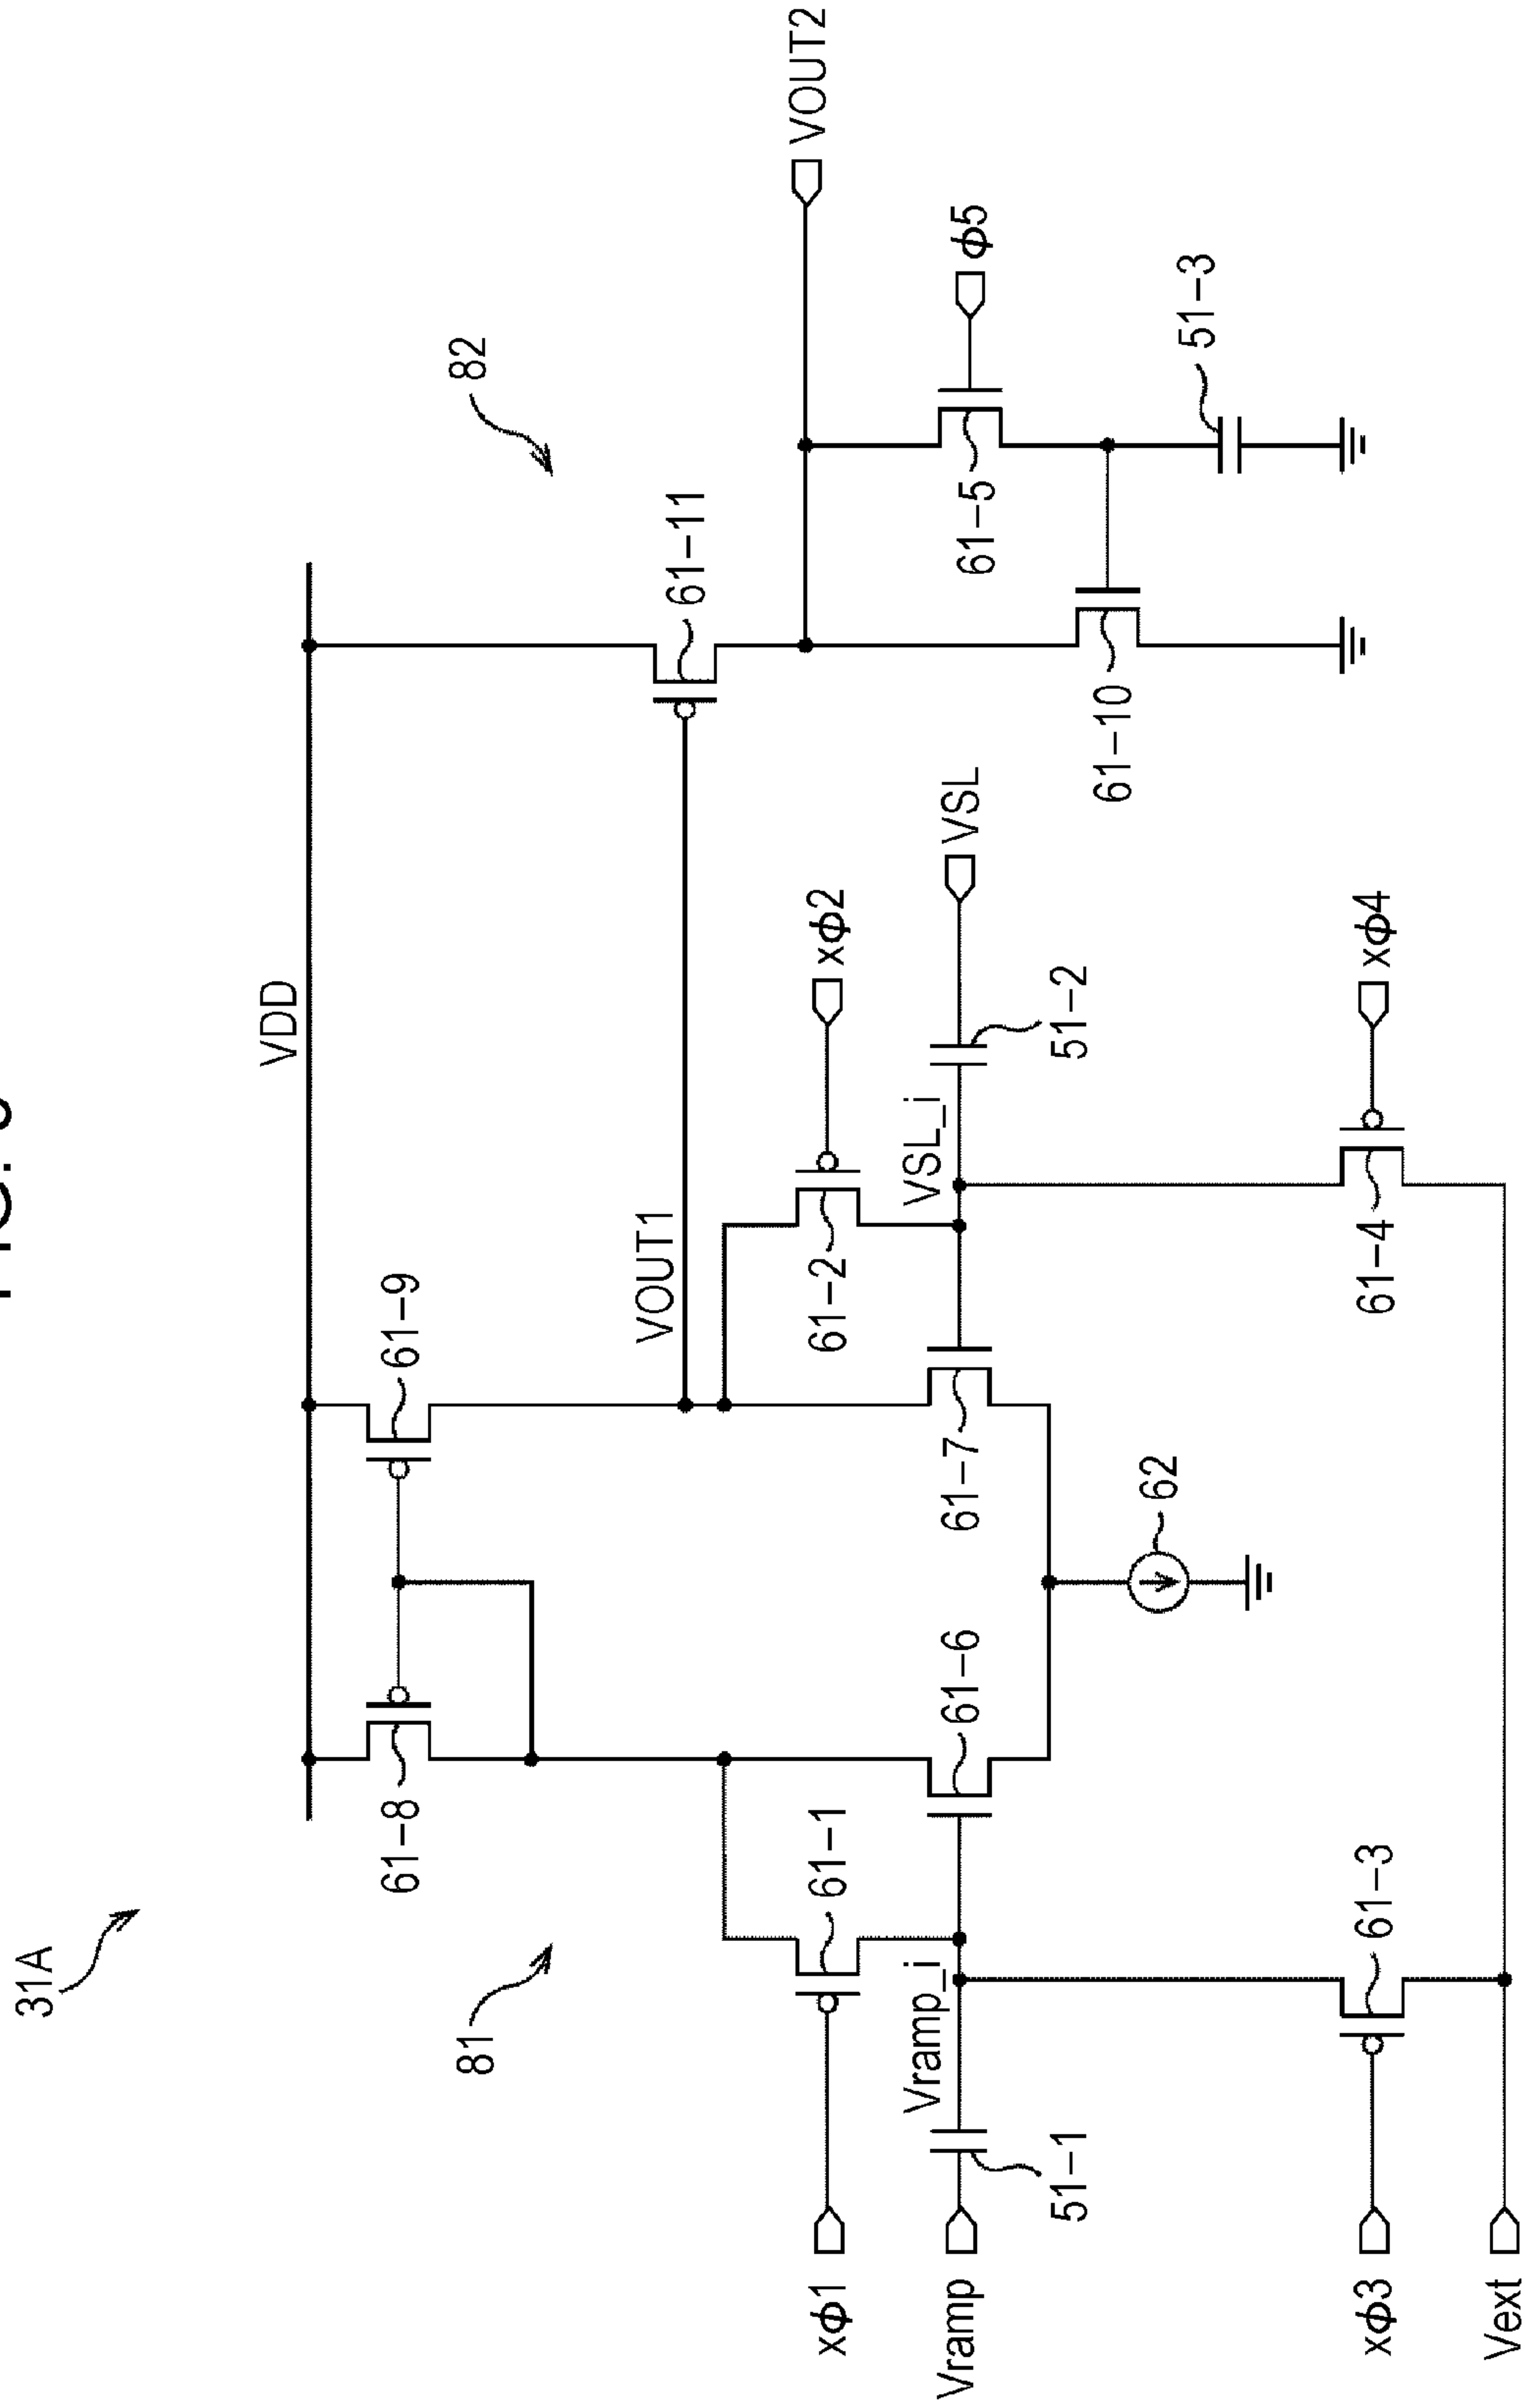 31A
VDD
61-8
61-9
81
82
VOUT1
61-11
VOUT2
xϕ1
61-1
61-2
xϕ2
Vramp
Vramp_i
61-6
61-7
VSL_i
VSL
ϕ5
61-5
51-1
62
51-2
61-10
51-3
xϕ3
61-3
61-4
xϕ4
Vext